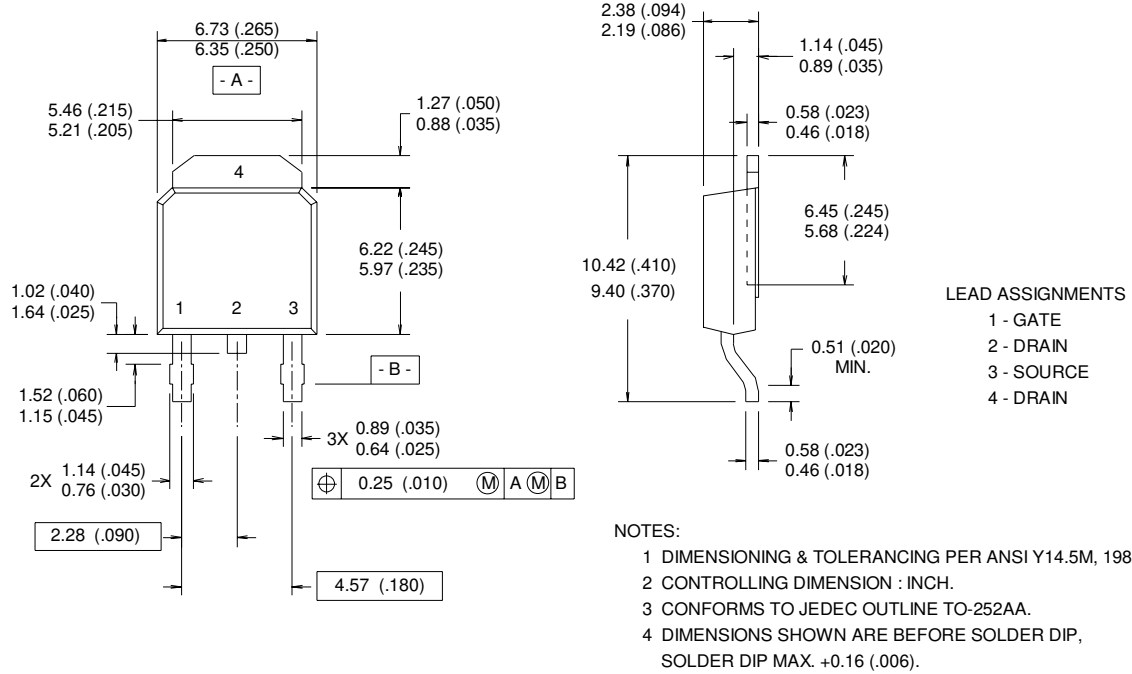 6.73 (.265)
6.35 (.250)
- A -
5.46 (.215)
5.21 (.205)
1.27 (.050)
0.88 (.035)
4
6.22 (.245)
5.97 (.235)
1.02 (.040)
1.64 (.025)
1 2 3
- B -
1.52 (.060)
1.15 (.045)
3X 0.89 (.035)
0.64 (.025)
2X 1.14 (.045)
0.76 (.030)
⌖ 0.25 (.010) Ⓜ A Ⓜ B
2.28 (.090)
4.57 (.180)
2.38 (.094)
2.19 (.086)
1.14 (.045)
0.89 (.035)
0.58 (.023)
0.46 (.018)
6.45 (.245)
5.68 (.224)
10.42 (.410)
9.40 (.370)
0.51 (.020)
MIN.
0.58 (.023)
0.46 (.018)
LEAD ASSIGNMENTS
1 - GATE
2 - DRAIN
3 - SOURCE
4 - DRAIN
NOTES:
1 DIMENSIONING & TOLERANCING PER ANSI Y14.5M, 198
2 CONTROLLING DIMENSION : INCH.
3 CONFORMS TO JEDEC OUTLINE TO-252AA.
4 DIMENSIONS SHOWN ARE BEFORE SOLDER DIP,
SOLDER DIP MAX. +0.16 (.006).